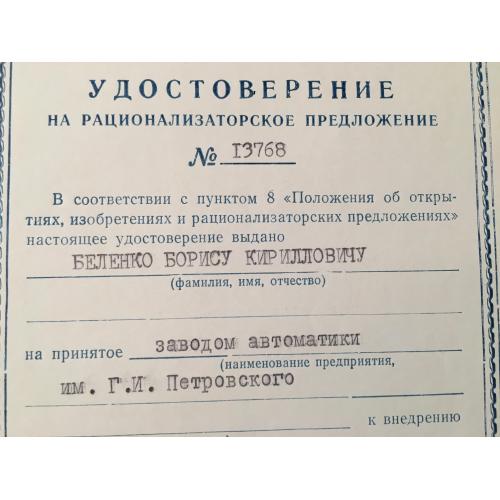 УДОСТОВЕРЕНИЕ
НА РАЦИОНАЛИЗАТОРСКОЕ ПРЕДЛОЖЕНИЕ
№ I3768
В соответствии с пунктом 8 «Положения об откры-
тиях, изобретениях и рационализаторских предложениях»
настоящее удостоверение выдано
БЕЛЕНКО БОРИСУ КИРИЛЛОВИЧУ
(фамилия, имя, отчество)
на принятое заводом автоматики
(наименование предприятия,
им. Г.И. Петровского
к внедрению